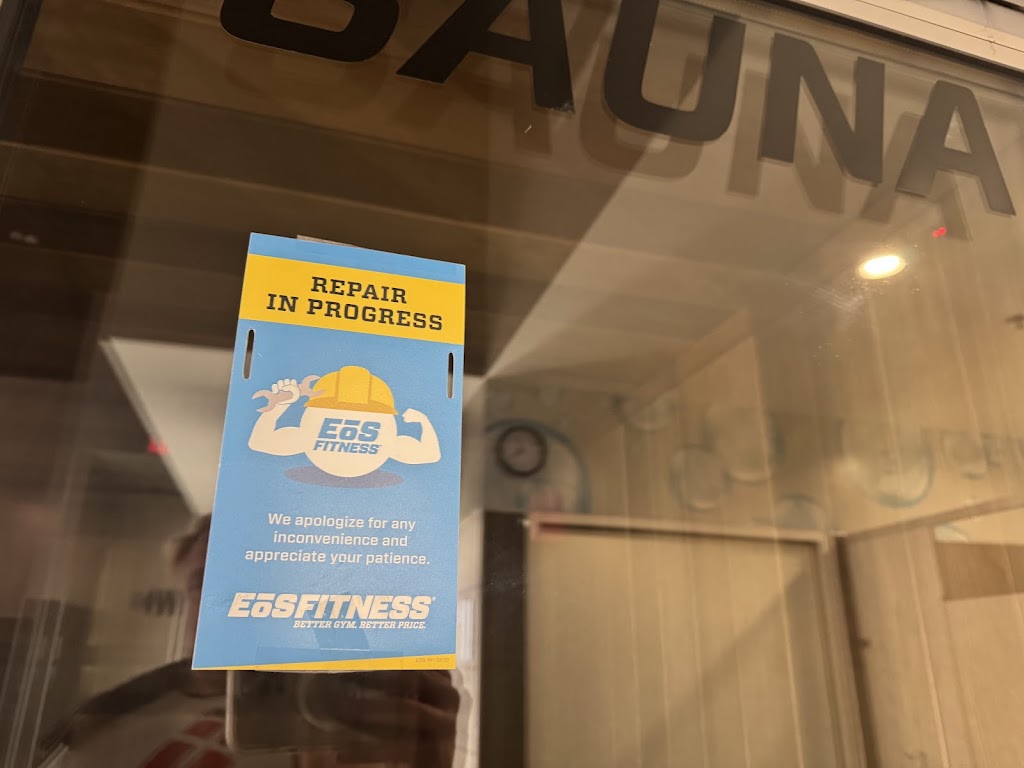 SAUNA
REPAIR
IN PROGRESS
EōS
FITNESS
We apologize for any
inconvenience and
appreciate your patience.
EōSFITNESS®
BETTER GYM. BETTER PRICE.